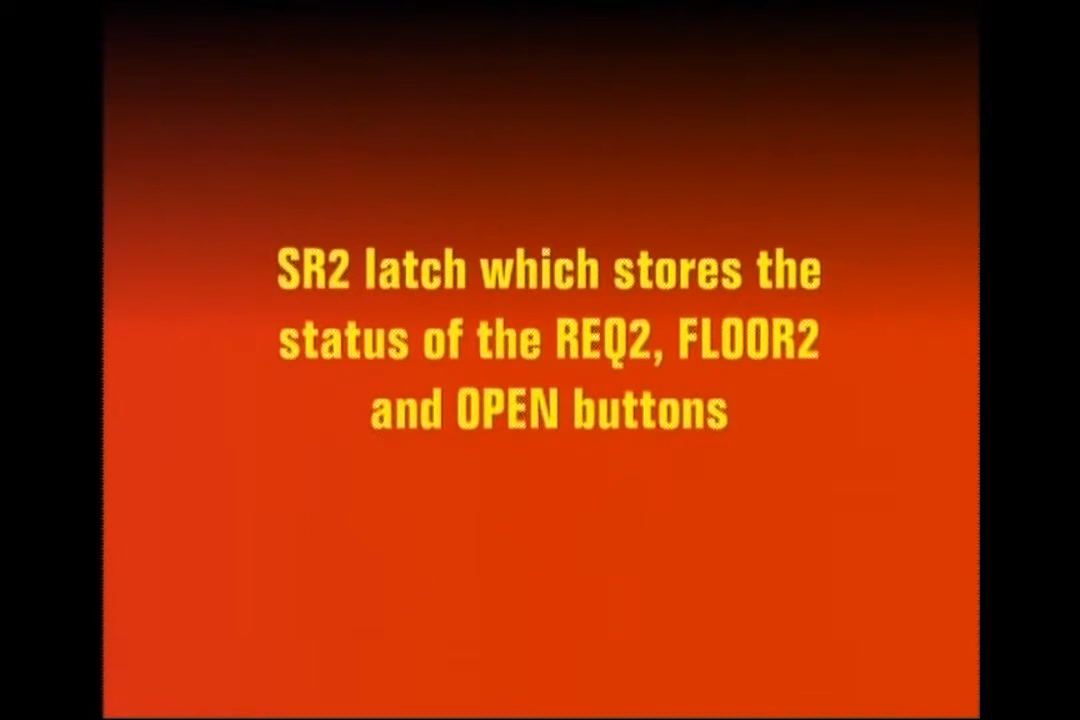 SR2 latch which stores the
status of the REQ2, FLOOR2
and OPEN buttons